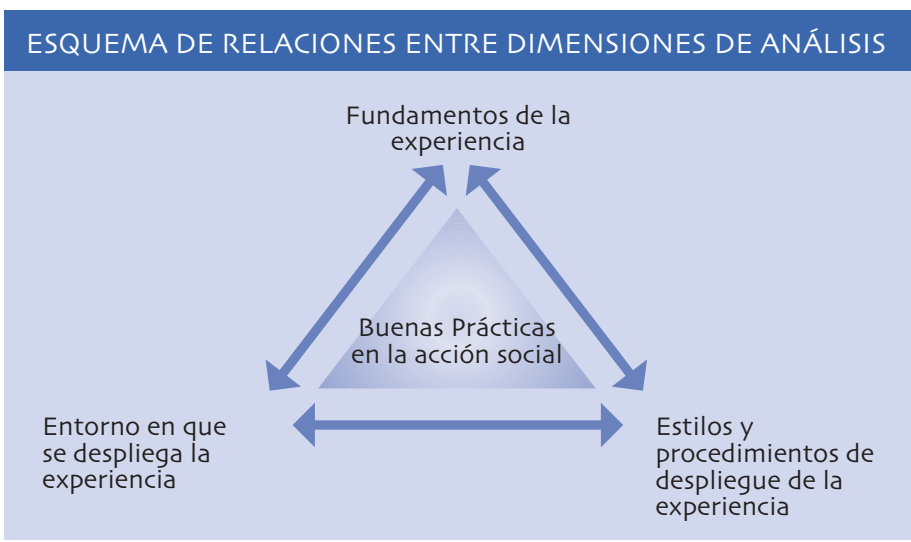 ESQUEMA DE RELACIONES ENTRE DIMENSIONES DE ANÁLISIS
Fundamentos de la
experiencia
Buenas Prácticas
en la acción social
Entorno en que
se despliega la
experiencia
Estilos y
procedimientos de
despliegue de la
experiencia